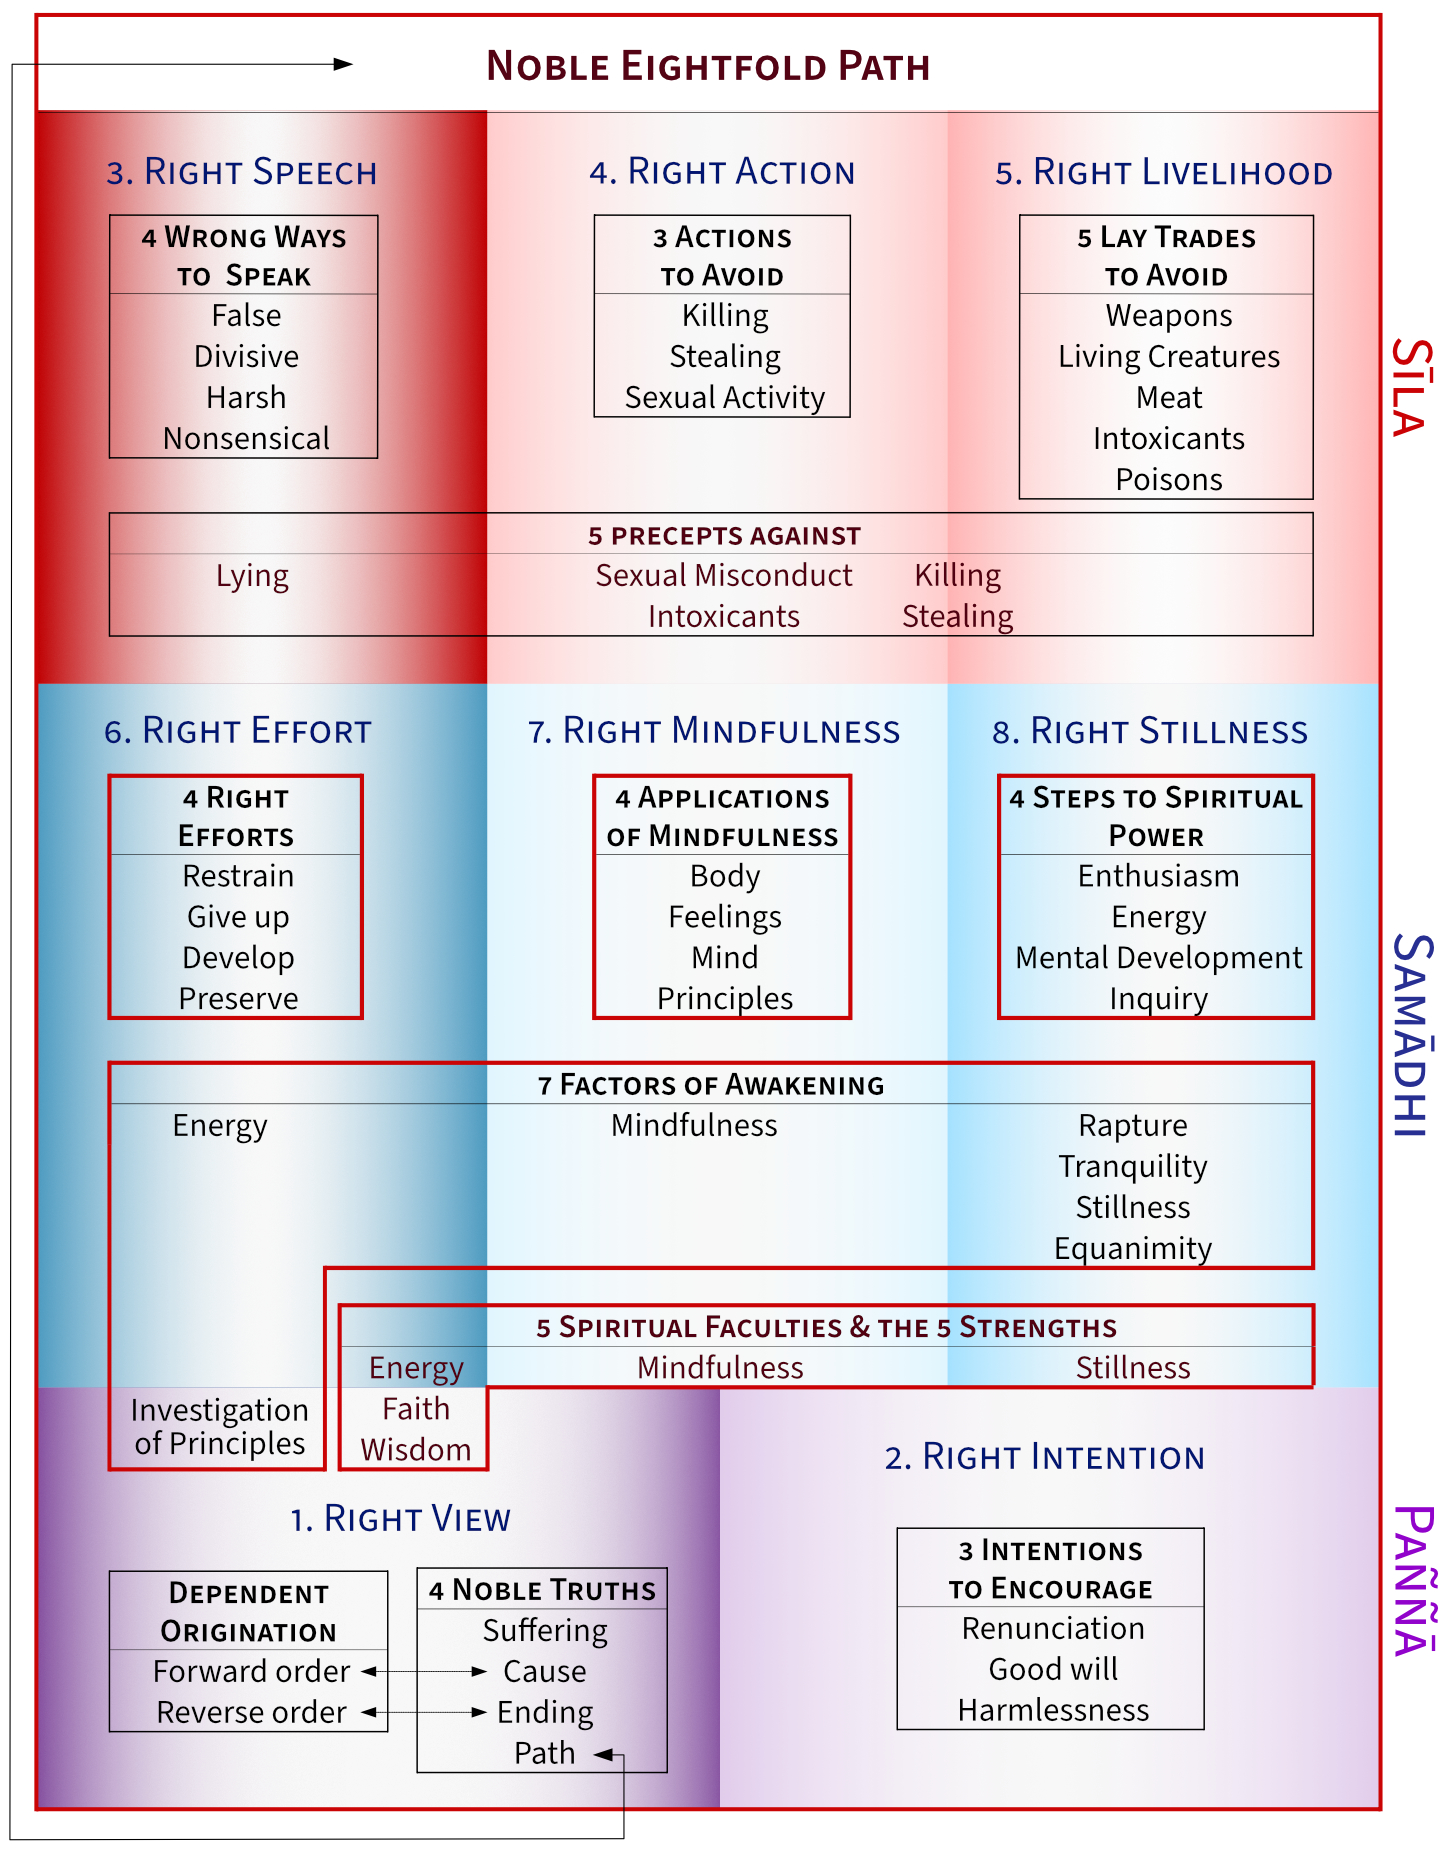 Noble Eightfold Path
3. Right Speech
4 Wrong Ways
to Speak
False
Divisive
Harsh
Nonsensical
4. Right Action
3 Actions
to Avoid
Killing
Stealing
Sexual Activity
5. Right Livelihood
5 Lay Trades
to Avoid
Weapons
Living Creatures
Meat
Intoxicants
Poisons
5 precepts against
Lying
Sexual Misconduct
Killing
Intoxicants
Stealing
Sīla
6. Right Effort
4 Right
Efforts
Restrain
Give up
Develop
Preserve
7. Right Mindfulness
4 Applications
of Mindfulness
Body
Feelings
Mind
Principles
8. Right Stillness
4 Steps to Spiritual
Power
Enthusiasm
Energy
Mental Development
Inquiry
7 Factors of Awakening
Energy
Mindfulness
Rapture
Tranquility
Stillness
Equanimity
Investigation
of Principles
5 Spiritual Faculties & the 5 Strengths
Energy
Mindfulness
Stillness
Faith
Wisdom
Samādhi
1. Right View
Dependent
Origination
Forward order
Reverse order
4 Noble Truths
Suffering
Cause
Ending
Path
2. Right Intention
3 Intentions
to Encourage
Renunciation
Good will
Harmlessness
Paññā